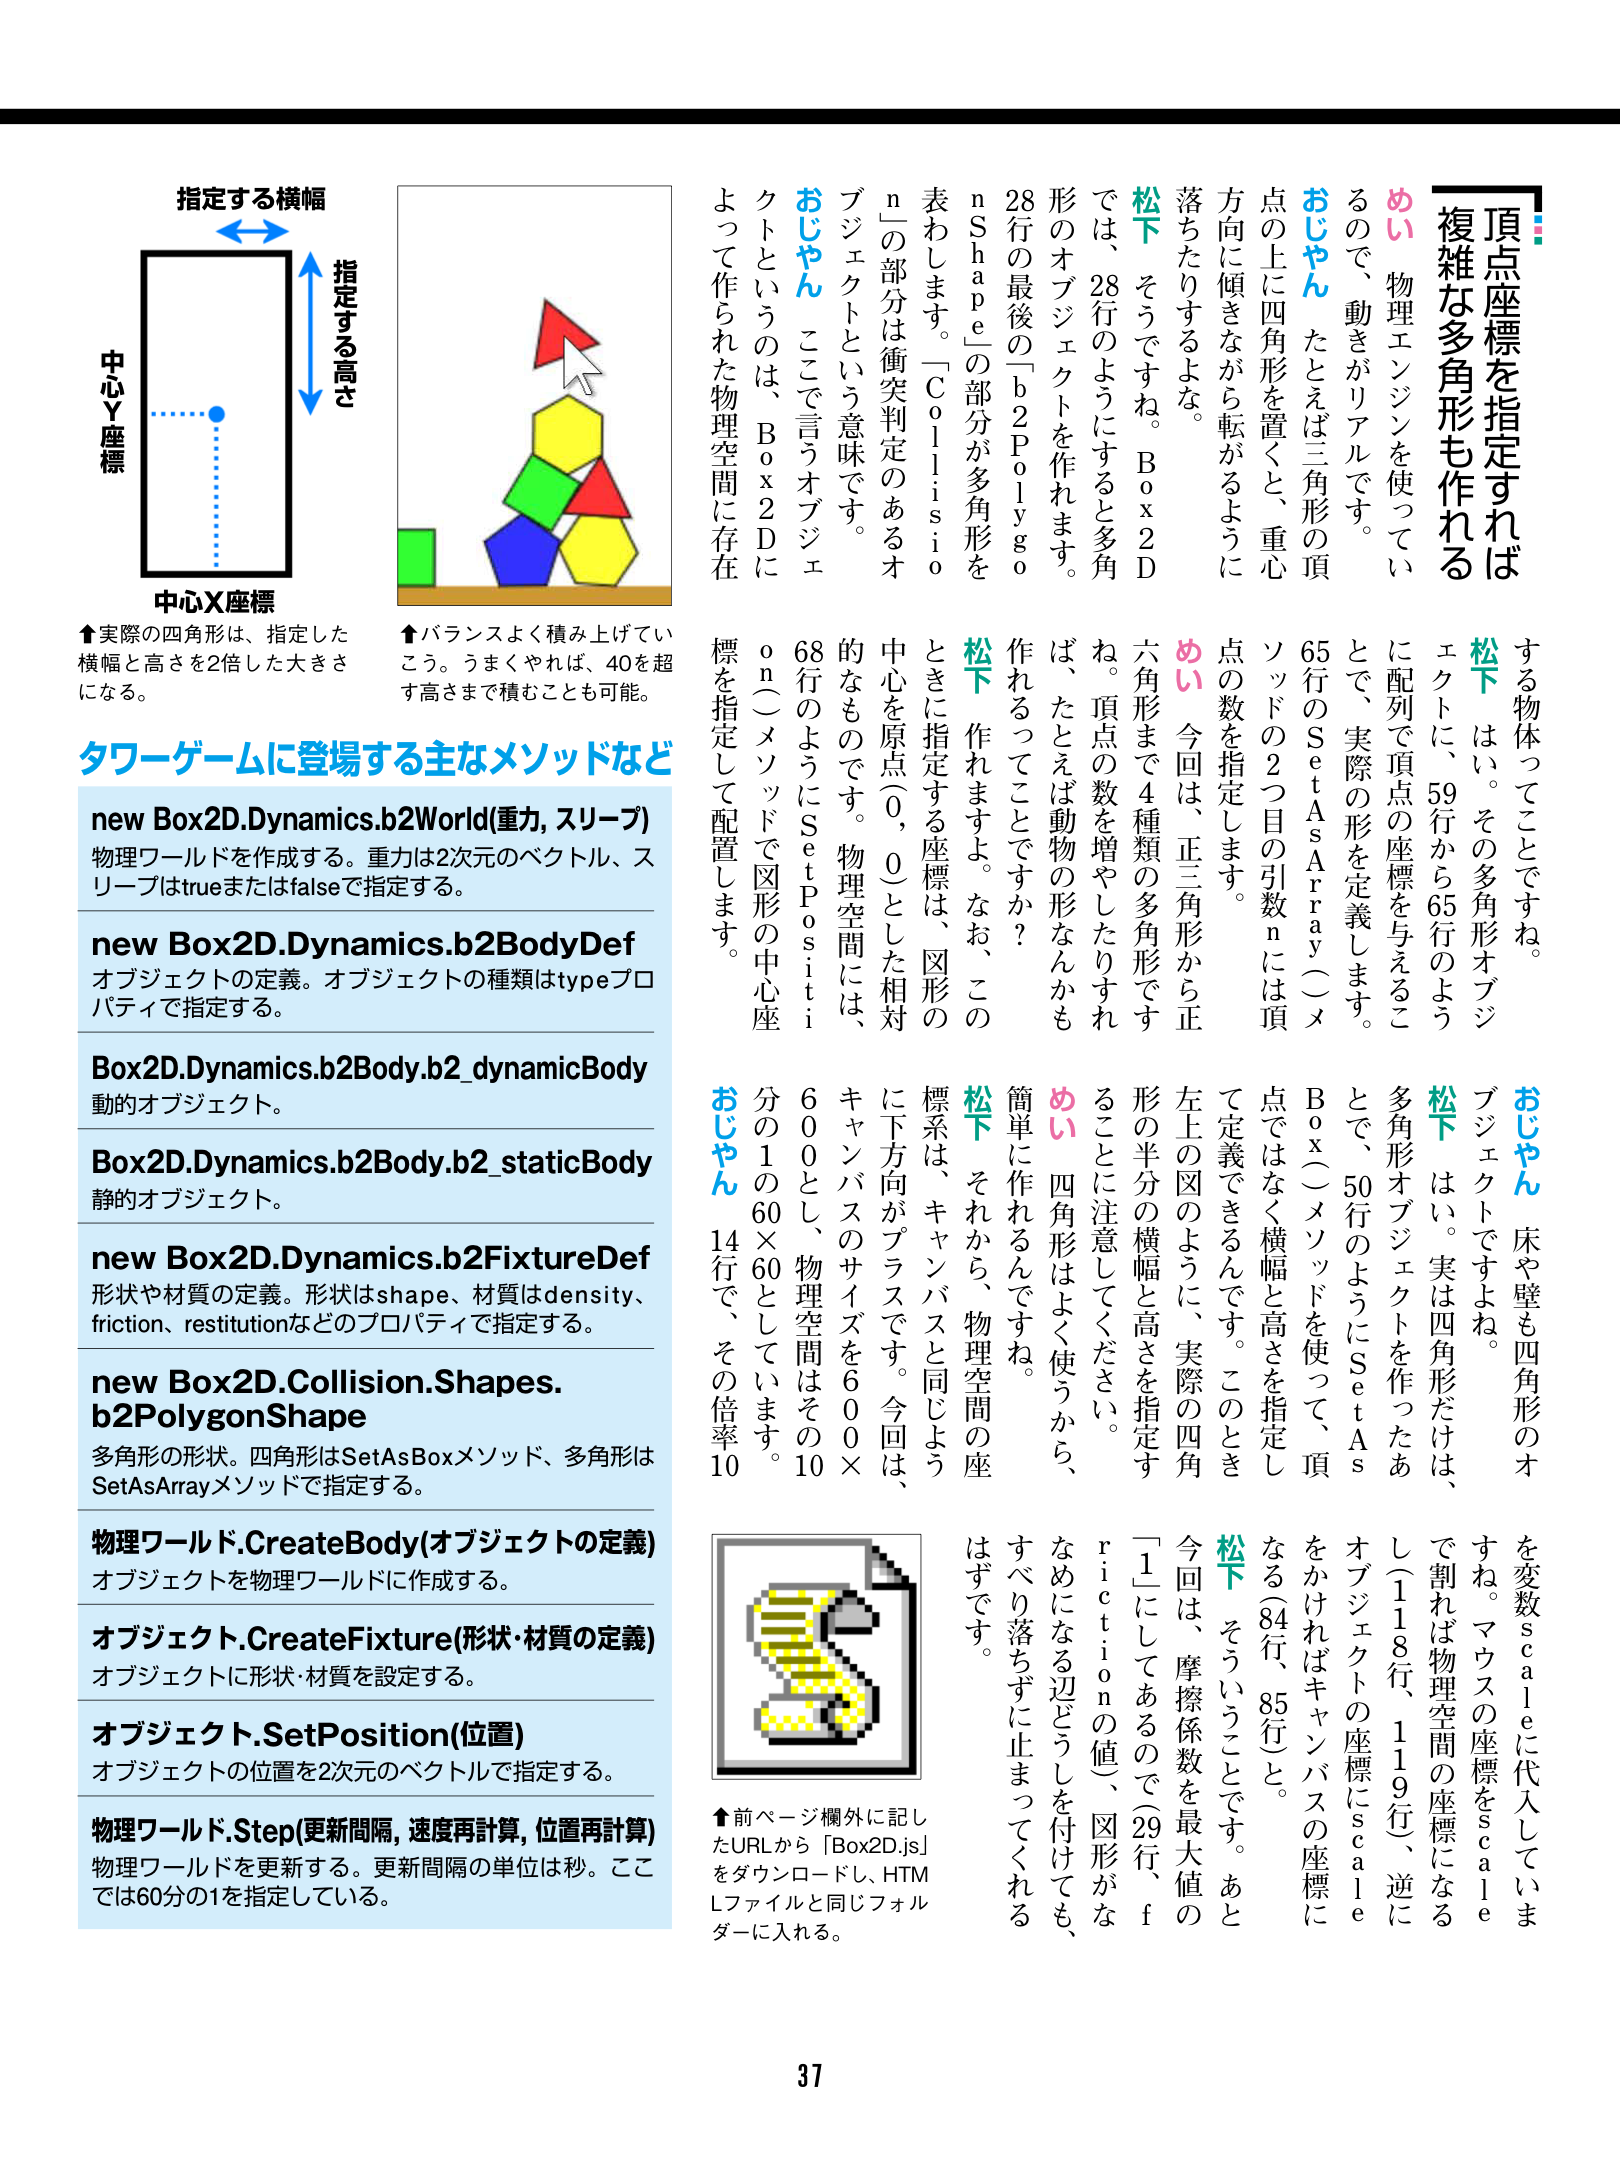 頂点座標を指定すれば
複雑な多角形も作れる
めい　物理エンジンを使ってい
るので、動きがリアルです。
おじやん　たとえば三角形の頂
点の上に四角形を置くと、重心
方向に傾きながら転がるように
落ちたりするよな。
松下　そうですね。Box2D
では、28行のようにすると多角
形のオブジェクトを作れます。
28行の最後の「b2Polygo
nShape」の部分が多角形を
表わします。「Collisio
n」の部分は衝突判定のあるオ
ブジェクトという意味です。
おじやん　ここで言うオブジェ
クトというのは、Box2Dに
よって作られた物理空間に存在
する物体ってことですね。
松下　はい。その多角形オブジ
ェクトに、59行から65行のよう
に配列で頂点の座標を与えるこ
とで、実際の形を定義します。
65行のSetAsArray()メ
ソッドの2つ目の引数nには頂
点の数を指定します。
めい　今回は、正三角形から正
六角形まで4種類の多角形です
ね。頂点の数を増やしたりすれ
ば、たとえば動物の形なんかも
作れるってことですか？
松下　作れますよ。なお、この
ときに指定する座標は、図形の
中心を原点(0, 0)とした相対
的なものです。物理空間には、
68行のようにSetPositi
on()メソッドで図形の中心座
標を指定して配置します。
おじやん　床や壁も四角形のオ
ブジェクトですよね。
松下　はい。実は四角形だけは、
多角形オブジェクトを作ったあ
とで、50行のようにSetAs
Box()メソッドを使って、頂
点ではなく横幅と高さを指定し
て定義できるんです。このとき
左上の図のように、実際の四角
形の半分の横幅と高さを指定す
ることに注意してください。
めい　四角形はよく使うから、
簡単に作れるんですね。
松下　それから、物理空間の座
標系は、キャンバスと同じよう
に下方向がプラスです。今回は、
キャンバスのサイズを600×
600とし、物理空間はその10
分の1の60×60としています。
おじやん　14行で、その倍率10
を変数scaleに代入していま
すね。マウスの座標をscale
で割れば物理空間の座標になる
し(118行、119行)、逆に
オブジェクトの座標にscale
をかければキャンバスの座標に
なる(84行、85行)と。
松下　そういうことです。あと
今回は、摩擦係数を最大値の
「1」にしてあるので(29行、f
rictionの値)、図形がな
なめになる辺どうしを付けても、
すべり落ちずに止まってくれる
はずです。
⬆前ページ欄外に記し
たURLから「Box2D.js」
をダウンロードし、HTM
Lファイルと同じフォル
ダーに入れる。
⬆バランスよく積み上げてい
こう。うまくやれば、40を超
す高さまで積むことも可能。
指定する横幅
指定する高さ
中心Y座標
中心X座標
⬆実際の四角形は、指定した
横幅と高さを2倍した大きさ
になる。
タワーゲームに登場する主なメソッドなど
new Box2D.Dynamics.b2World(重力, スリープ)
物理ワールドを作成する。重力は2次元のベクトル、ス
リープはtrueまたはfalseで指定する。
new Box2D.Dynamics.b2BodyDef
オブジェクトの定義。オブジェクトの種類はtypeプロ
パティで指定する。
Box2D.Dynamics.b2Body.b2_dynamicBody
動的オブジェクト。
Box2D.Dynamics.b2Body.b2_staticBody
静的オブジェクト。
new Box2D.Dynamics.b2FixtureDef
形状や材質の定義。形状はshape、材質はdensity、
friction、restitutionなどのプロパティで指定する。
new Box2D.Collision.Shapes.
b2PolygonShape
多角形の形状。四角形はSetAsBoxメソッド、多角形は
SetAsArrayメソッドで指定する。
物理ワールド.CreateBody(オブジェクトの定義)
オブジェクトを物理ワールドに作成する。
オブジェクト.CreateFixture(形状・材質の定義)
オブジェクトに形状・材質を設定する。
オブジェクト.SetPosition(位置)
オブジェクトの位置を2次元のベクトルで指定する。
物理ワールド.Step(更新間隔, 速度再計算, 位置再計算)
物理ワールドを更新する。更新間隔の単位は秒。ここ
では60分の1を指定している。
37